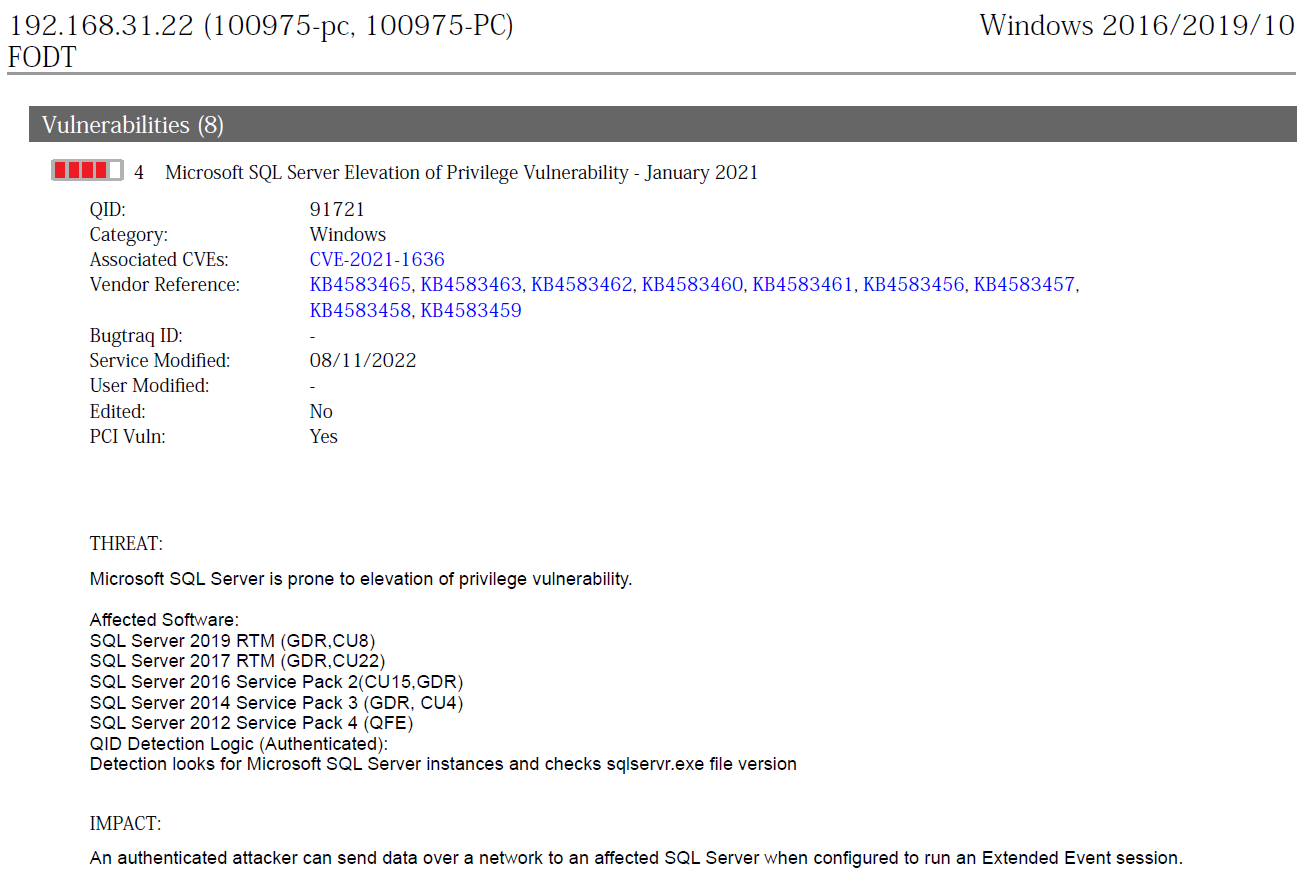 192.168.31.22 (100975-pc, 100975-PC) Windows 2016/2019/10
FODT
Vulnerabilities (8)
4 Microsoft SQL Server Elevation of Privilege Vulnerability - January 2021
QID: 91721
Category: Windows
Associated CVEs: CVE-2021-1636
Vendor Reference: KB4583465, KB4583463, KB4583462, KB4583460, KB4583461, KB4583456, KB4583457,
KB4583458, KB4583459
Bugtraq ID: -
Service Modified: 08/11/2022
User Modified: -
Edited: No
PCI Vuln: Yes
THREAT:
Microsoft SQL Server is prone to elevation of privilege vulnerability.
Affected Software:
SQL Server 2019 RTM (GDR,CU8)
SQL Server 2017 RTM (GDR,CU22)
SQL Server 2016 Service Pack 2(CU15,GDR)
SQL Server 2014 Service Pack 3 (GDR, CU4)
SQL Server 2012 Service Pack 4 (QFE)
QID Detection Logic (Authenticated):
Detection looks for Microsoft SQL Server instances and checks sqlservr.exe file version
IMPACT:
An authenticated attacker can send data over a network to an affected SQL Server when configured to run an Extended Event session.